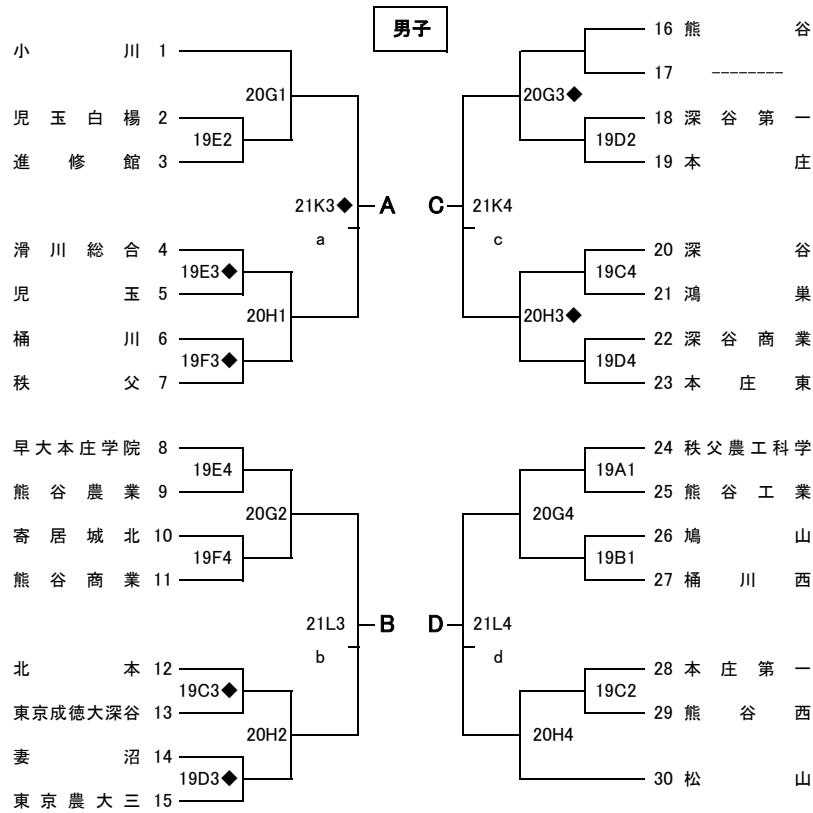 男子
小川 1
20G1
児玉白楊 2
19E2
進修館 3
21K3◆ A
a
滑川総合 4
19E3◆
児玉 5
20H1
桶川 6
19F3◆
秩父 7
早大本庄学院 8
19E4
熊谷農業 9
20G2
寄居城北 10
19F4
熊谷商業 11
21L3 B
b
北本 12
19C3◆
東京成徳大深谷 13
20H2
妻沼 14
19D3◆
東京農大三 15
16 熊谷
17 --------
20G3◆
18 深谷第一
19D2
19 本庄
C 21K4
c
20 深谷
19C4
21 鴻巣
20H3◆
22 深谷商業
19D4
23 本庄東
24 秩父農工科学
19A1
25 熊谷工業
20G4
26 鳩山
19B1
27 桶川西
D 21L4
d
28 本庄第一
19C2
29 熊谷西
20H4
30 松山